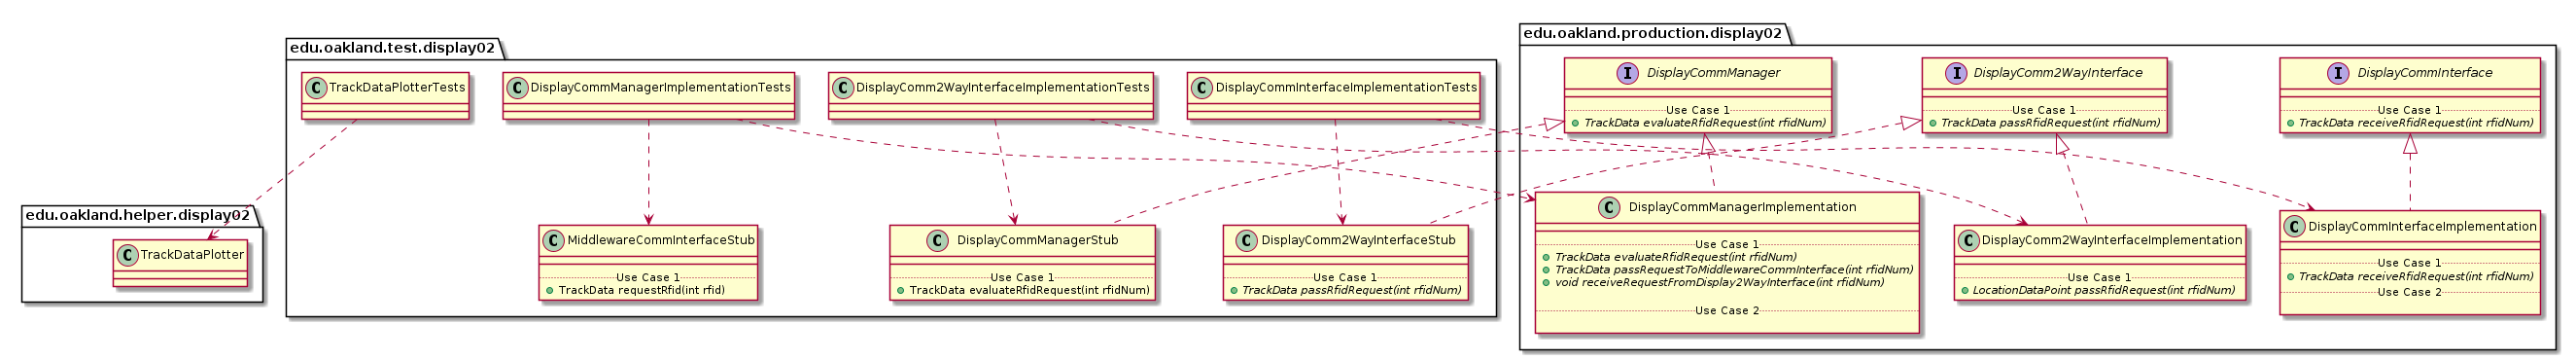 edu.oakland.production.display02
edu.oakland.test.display02
C TrackDataPlotterTests
C DisplayCommManagerImplementationTests
C DisplayComm2WayInterfaceImplementationTests
C DisplayCommInterfaceImplementationTests
I DisplayCommManager
Use Case 1
TrackData evaluateRfidRequest(int rfidNum)
I DisplayComm2WayInterface
Use Case 1
TrackData passRfidRequest(int rfidNum)
I DisplayCommInterface
Use Case 1
TrackData receiveRfidRequest(int rfidNum)
edu.oakland.helper.display02
C TrackDataPlotter
C MiddlewareCommInterfaceStub
Use Case 1
TrackData requestRfid(int rfid)
C DisplayCommManagerStub
Use Case 1
TrackData evaluateRfidRequest(int rfidNum)
C DisplayComm2WayInterfaceStub
Use Case 1
TrackData passRfidRequest(int rfidNum)
C DisplayCommManagerImplementation
Use Case 1
TrackData evaluateRfidRequest(int rfidNum)
TrackData passRequestToMiddlewareCommInterface(int rfidNum)
void receiveRequestFromDisplay2WayInterface(int rfidNum)
Use Case 2
C DisplayComm2WayInterfaceImplementation
Use Case 1
LocationDataPoint passRfidRequest(int rfidNum)
C DisplayCommInterfaceImplementation
Use Case 1
TrackData receiveRfidRequest(int rfidNum)
Use Case 2